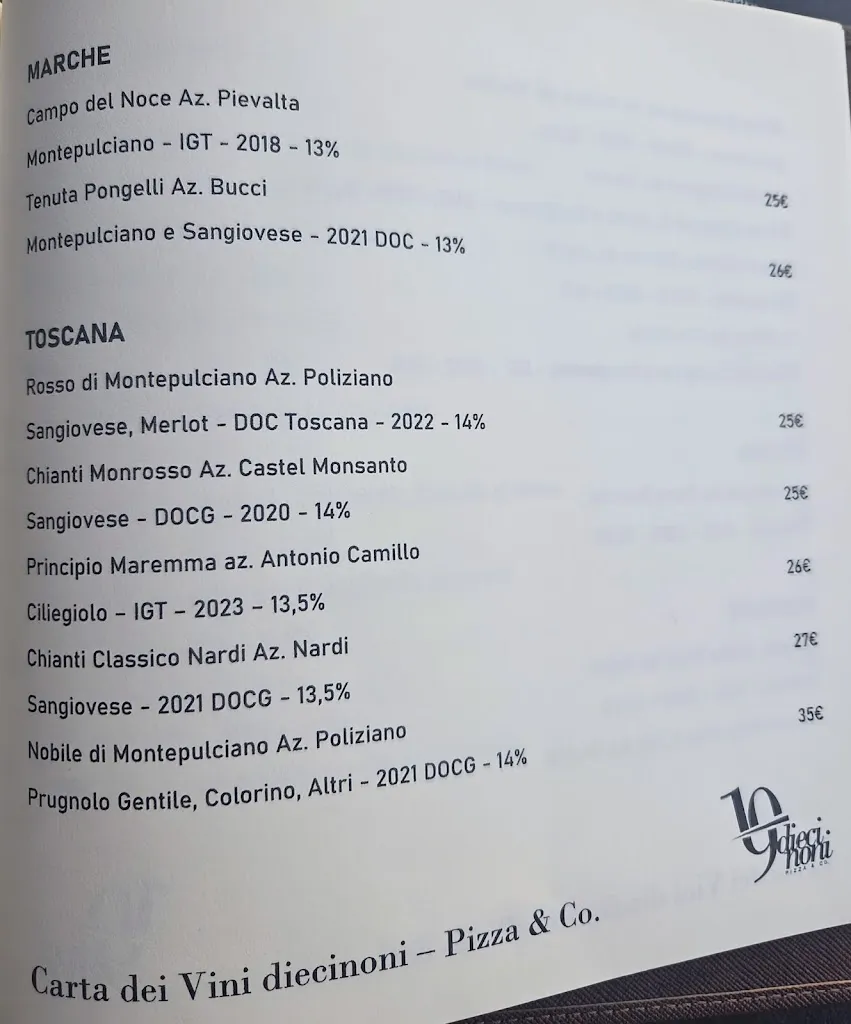 MARCHE
Campo del Noce Az. Pievalta
Montepulciano - IGT - 2018 - 13%
25€
Tenuta Pongelli Az. Bucci
Montepulciano e Sangiovese - 2021 DOC - 13%
26€
TOSCANA
Rosso di Montepulciano Az. Poliziano
Sangiovese, Merlot - DOC Toscana - 2022 - 14%
25€
Chianti Monrosso Az. Castel Monsanto
Sangiovese - DOCG - 2020 - 14%
25€
Principio Maremma az. Antonio Camillo
Ciliegiolo – IGT – 2023 – 13,5%
26€
Chianti Classico Nardi Az. Nardi
Sangiovese - 2021 DOCG - 13,5%
27€
Nobile di Montepulciano Az. Poliziano
Prugnolo Gentile, Colorino, Altri - 2021 DOCG - 14%
35€
19 dieci noni
PIZZA & CO.
Carta dei Vini diecinoni – Pizza & Co.